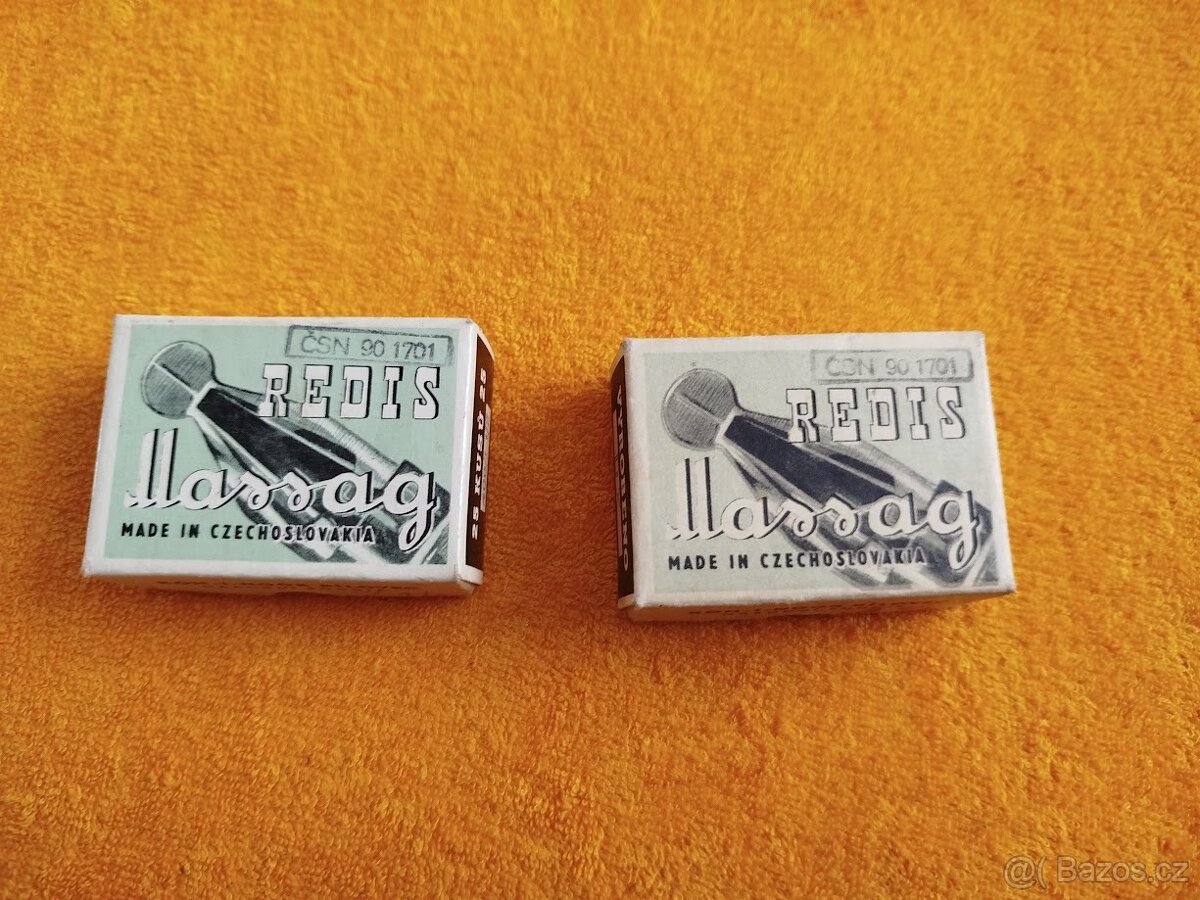 ČSN 90 1701
REDIS
Massag
MADE IN CZECHOSLOVAKIA
25 KUSŮ 25
ČSN 90 1701
REDIS
Massag
MADE IN CZECHOSLOVAKIA
@( Bazos.cz